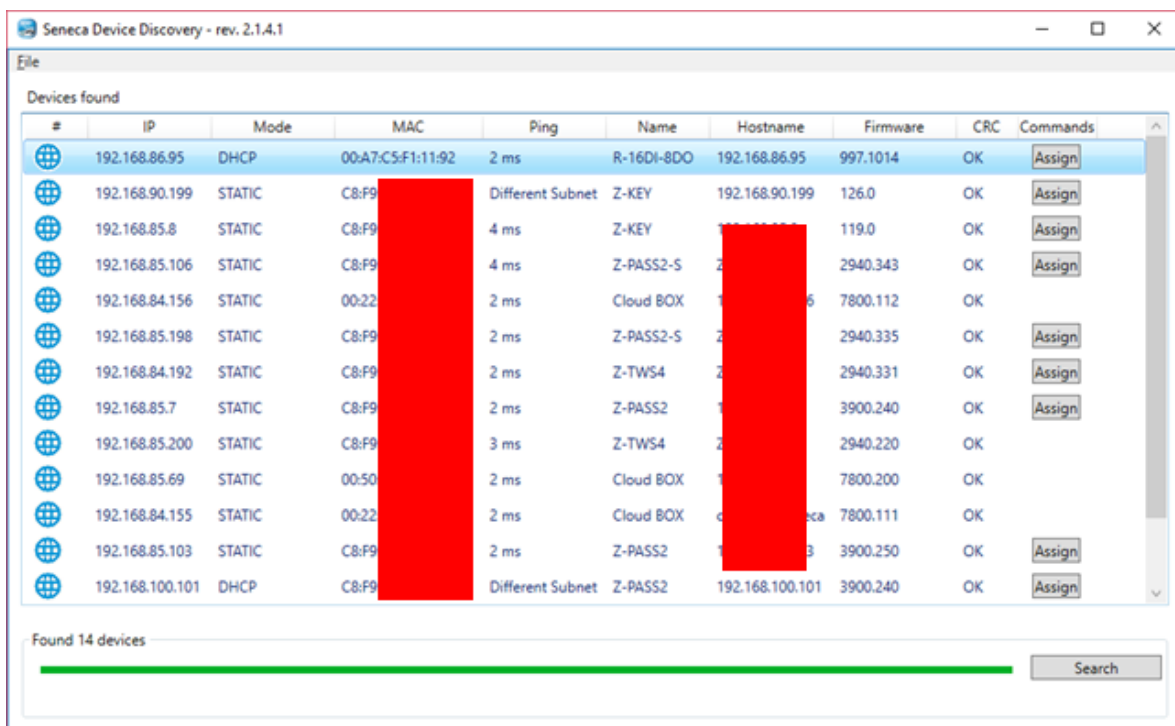 Seneca Device Discovery - rev. 2.1.4.1
File
Devices found
# IP Mode MAC Ping Name Hostname Firmware CRC Commands
192.168.86.95 DHCP 00:A7:C5:F1:11:92 2 ms R-16DI-8DO 192.168.86.95 997.1014 OK Assign
192.168.90.199 STATIC C8:F9 Different Subnet Z-KEY 192.168.90.199 126.0 OK Assign
192.168.85.8 STATIC C8:F9 4 ms Z-KEY 119.0 OK Assign
192.168.85.106 STATIC C8:F9 4 ms Z-PASS2-S Z 2940.343 OK Assign
192.168.84.156 STATIC 00:22: 2 ms Cloud BOX 1 6 7800.112 OK
192.168.85.198 STATIC C8:F9 2 ms Z-PASS2-S Z 2940.335 OK Assign
192.168.84.192 STATIC C8:F9 2 ms Z-TWS4 Z 2940.331 OK Assign
192.168.85.7 STATIC C8:F9 2 ms Z-PASS2 1 3900.240 OK Assign
192.168.85.200 STATIC C8:F9 3 ms Z-TWS4 Z 2940.220 OK
192.168.85.69 STATIC 00:50: 2 ms Cloud BOX 1 7800.200 OK
192.168.84.155 STATIC 00:22: 2 ms Cloud BOX c eca 7800.111 OK
192.168.85.103 STATIC C8:F9 2 ms Z-PASS2 1 3 3900.250 OK Assign
192.168.100.101 DHCP C8:F9 Different Subnet Z-PASS2 192.168.100.101 3900.240 OK Assign
Found 14 devices
Search